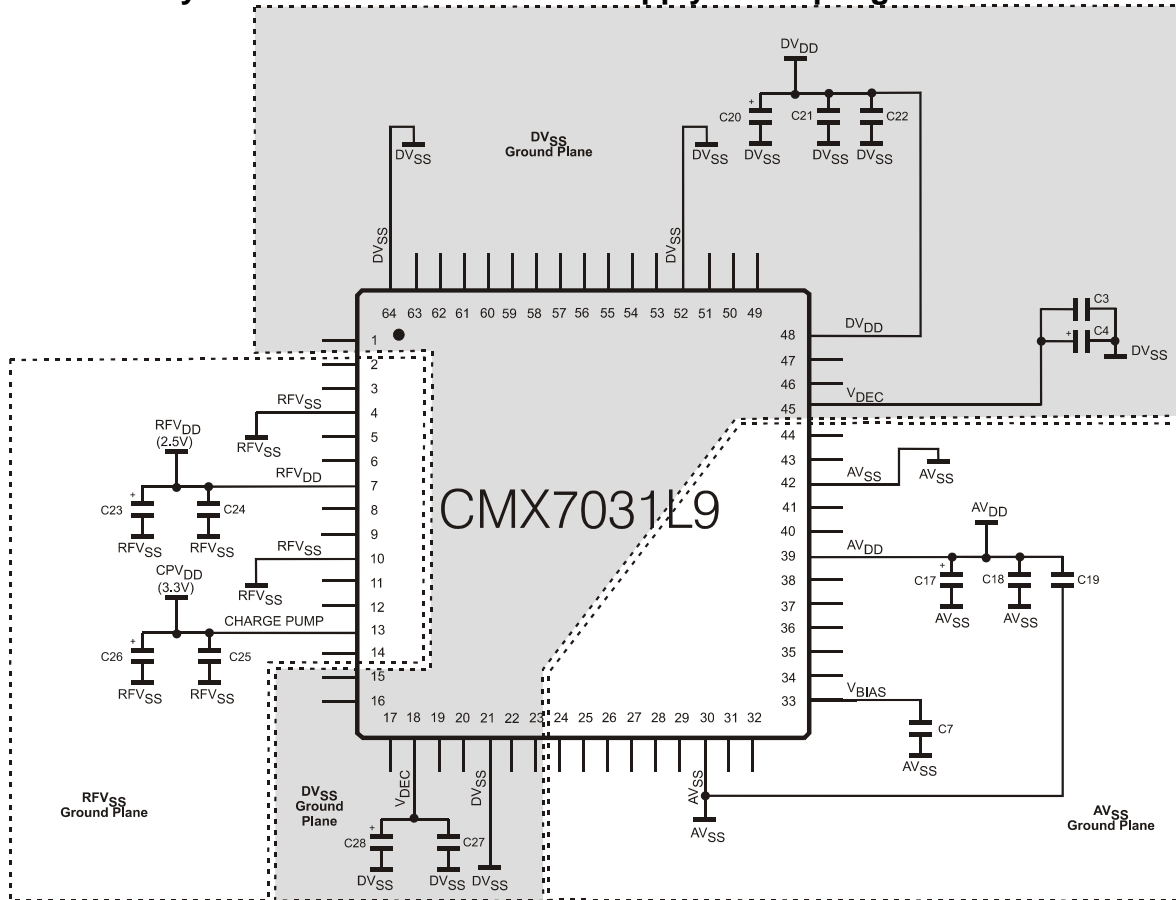 DVDD
C20
+
C21
C22
DVSS
DVSS
DVSS
DVSS
DVSS
DVSS
Ground Plane
DVSS
DVSS
64 63 62 61 60 59 58 57 56 55 54 53 52 51 50 49
C3
+
C4
DVSS
1
2
3
4
5
6
7
8
9
10
11
12
13
14
15
16
48
47
46
45
44
43
42
41
40
39
38
37
36
35
34
33
DVDD
VDEC
RFVSS
RFVSS
RFVDD
(2.5V)
RFVDD
+
C23
C24
RFVSS
RFVSS
RFVSS
RFVSS
CPVDD
(3.3V)
CHARGE PUMP
+
C26
C25
RFVSS
RFVSS
CMX7031L9
AVSS
AVSS
AVDD
AVDD
+
C17
C18
C19
AVSS
AVSS
VBIAS
C7
AVSS
17 18 19 20 21 22 23 24 25 26 27 28 29 30 31 32
VDEC
DVSS
AVSS
AVSS
RFVSS
Ground Plane
DVSS
Ground
Plane
+
C28
C27
DVSS
DVSS
DVSS
AVSS
Ground Plane